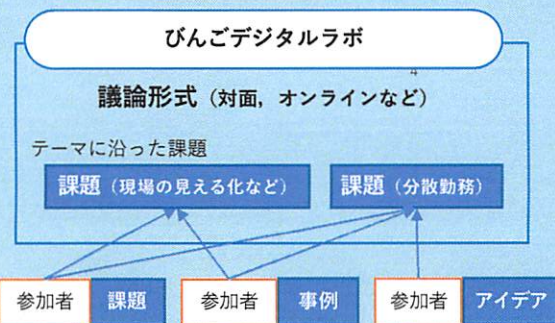 びんごデジタルラボ
4
議論形式（対面，オンラインなど）
テーマに沿った課題
課題（現場の見える化など） 課題（分散勤務）
参加者 課題 参加者 事例 参加者 アイデア